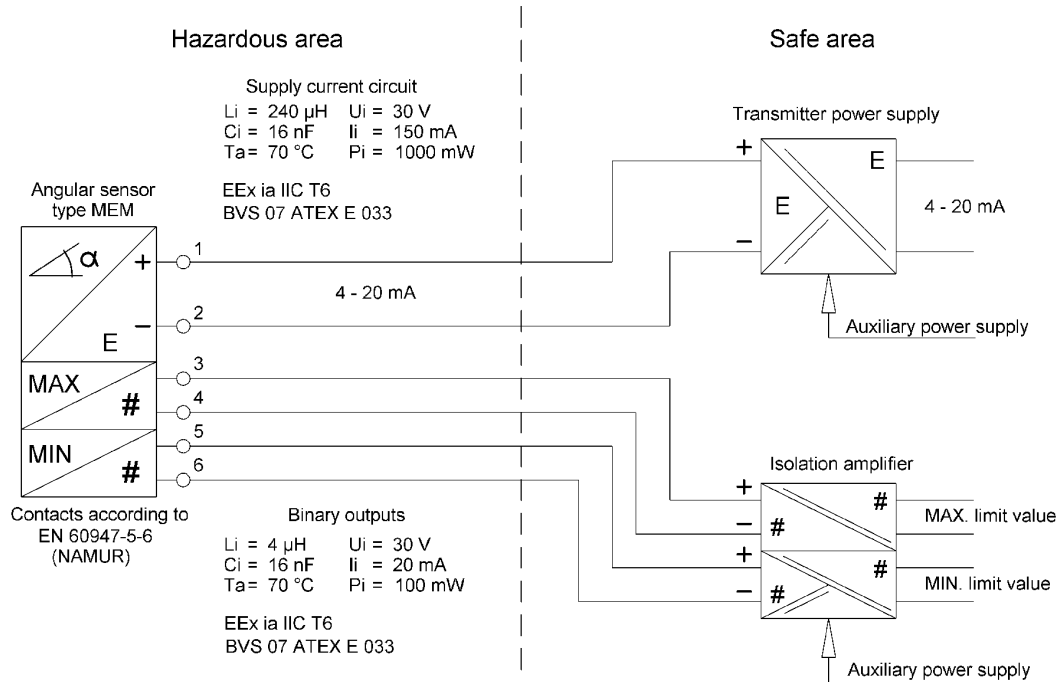 Hazardous area
Safe area
Supply current circuit
Li = 240 µH Ui = 30 V
Ci = 16 nF Ii = 150 mA
Ta= 70 °C Pi = 1000 mW
EEx ia IIC T6
BVS 07 ATEX E 033
Angular sensor
type MEM
α
+
1
4 - 20 mA
E
−
2
MAX
#
3
4
MIN
#
5
6
Contacts according to
EN 60947-5-6
(NAMUR)
Binary outputs
Li = 4 µH Ui = 30 V
Ci = 16 nF Ii = 20 mA
Ta= 70 °C Pi = 100 mW
EEx ia IIC T6
BVS 07 ATEX E 033
Transmitter power supply
+
E
E
4 - 20 mA
−
Auxiliary power supply
Isolation amplifier
+
#
MAX. limit value
−
#
+
#
MIN. limit value
−
#
Auxiliary power supply